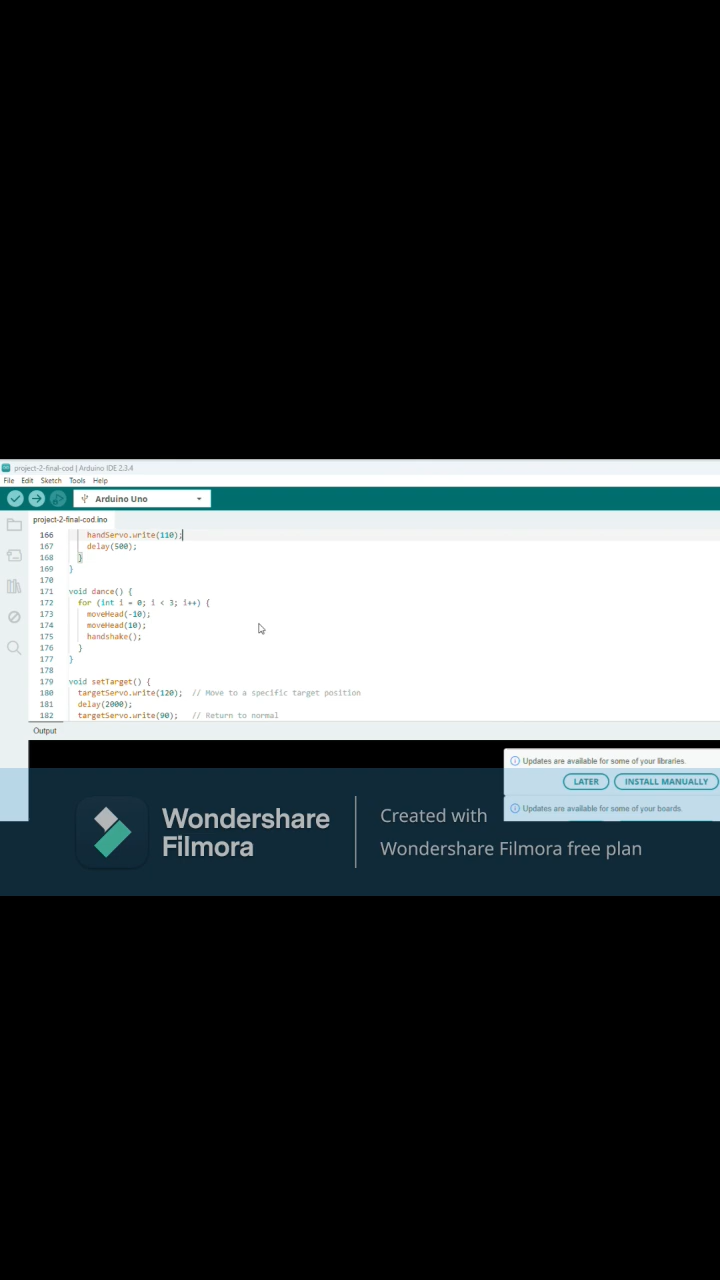 project-2-final-cod | Arduino IDE 2.3.4
File Edit Sketch Tools Help
Arduino Uno
project-2-final-cod.ino
166 handServo.write(110);
167 delay(500);
168 }
169 }
170
171 void dance() {
172 for (int i = 0; i < 3; i++) {
173 moveHead(-10);
174 moveHead(10);
175 handshake();
176 }
177 }
178
179 void setTarget() {
180 targetServo.write(120); // Move to a specific target position
181 delay(2000);
182 targetServo.write(90); // Return to normal
Output
Updates are available for some of your libraries.
LATER INSTALL MANUALLY
Updates are available for some of your boards.
Wondershare
Filmora
Created with
Wondershare Filmora free plan